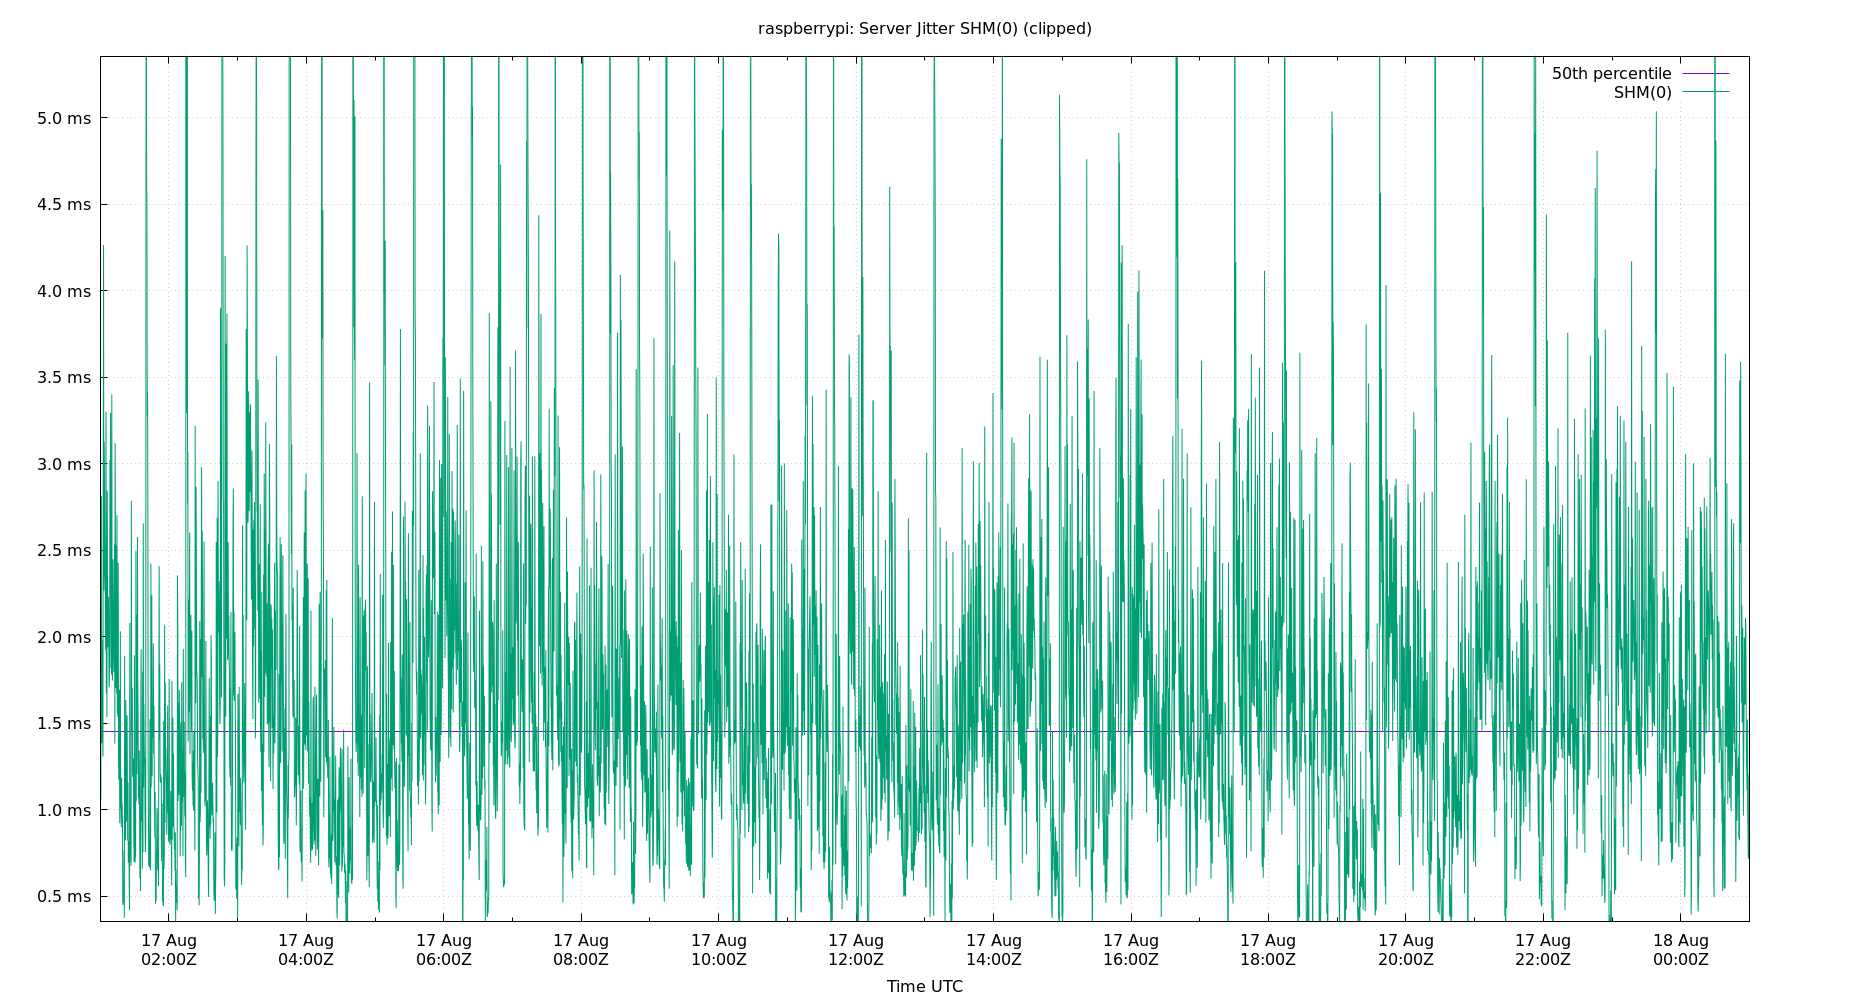 raspberrypi: Server Jitter SHM(0) (clipped)
50th percentile
SHM(0)
5.0 ms
4.5 ms
4.0 ms
3.5 ms
3.0 ms
2.5 ms
2.0 ms
1.5 ms
1.0 ms
0.5 ms
17 Aug 17 Aug 17 Aug 17 Aug 17 Aug 17 Aug 17 Aug 17 Aug 17 Aug 17 Aug 17 Aug 18 Aug
02:00Z 04:00Z 06:00Z 08:00Z 10:00Z 12:00Z 14:00Z 16:00Z 18:00Z 20:00Z 22:00Z 00:00Z
Time UTC